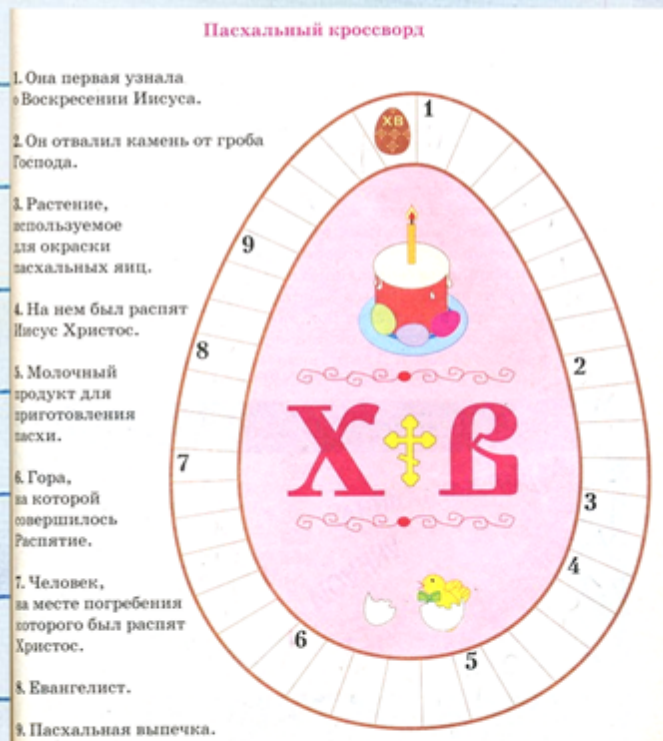 Пасхальный кроссворд
1. Она первая узнала
о Воскресении Иисуса.
2. Он отвалил камень от гроба
Господа.
3. Растение,
используемое
для окраски
пасхальных яиц.
4. На нем был распят
Иисус Христос.
5. Молочный
продукт для
приготовления
пасхи.
6. Гора,
на которой
совершилось
Распятие.
7. Человек,
на месте погребения
которого был распят
Христос.
8. Евангелист.
9. Пасхальная выпечка.
ХВ
1
2
3
4
5
6
7
8
9
Х В